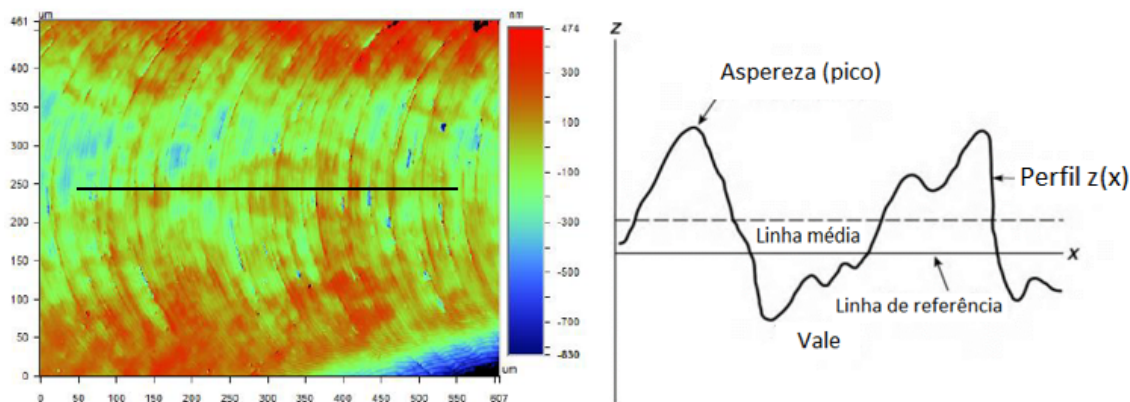 um
461
400
350
300
250
200
150
100
50
0
0 50 100 150 200 250 300 350 400 450 500 550 607
um
nm
474
300
100
-100
-300
-500
-700
-830
z
Aspereza (pico)
Perfil z(x)
Linha média
x
Linha de referência
Vale